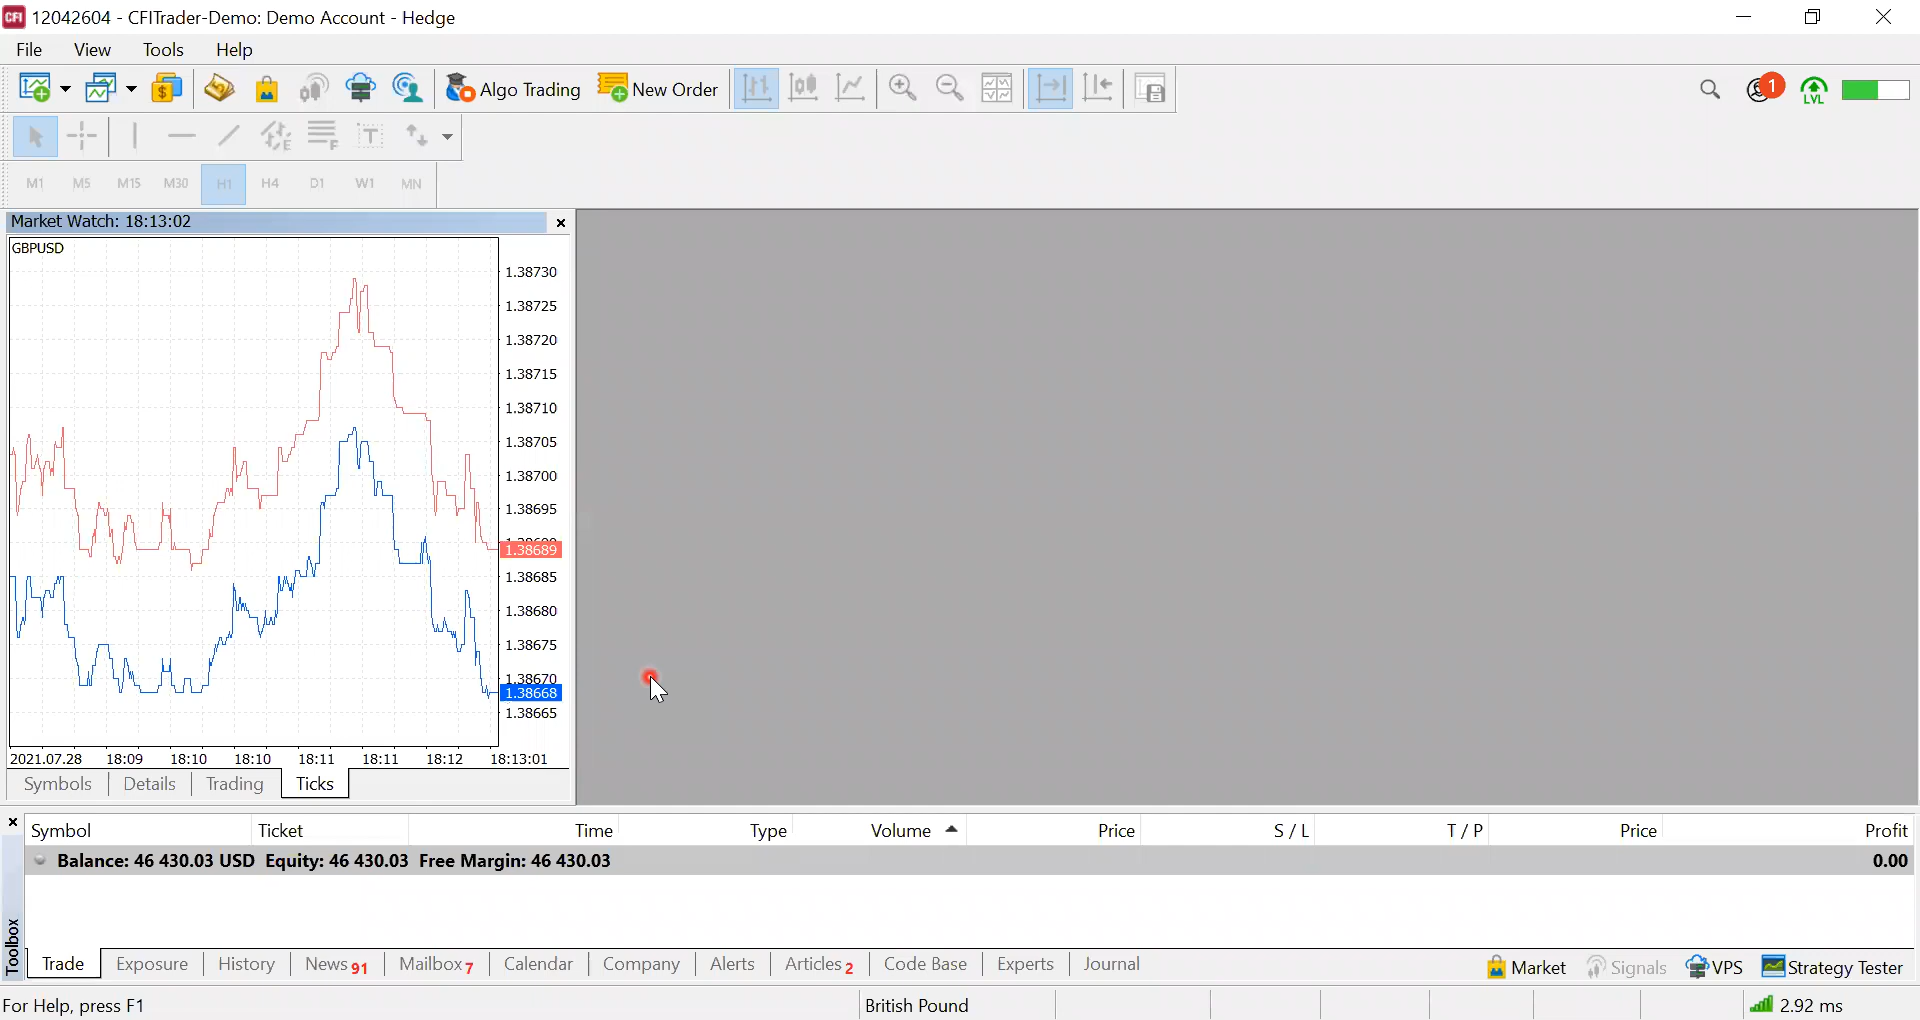 CFI 12042604 - CFITrader-Demo: Demo Account - Hedge
File View Tools Help
Algo Trading New Order 1 LVL
E F T
M1 M5 M15 M30 H1 H4 D1 W1 MN
Market Watch: 18:13:02
GBPUSD
1.38730
1.38725
1.38720
1.38715
1.38710
1.38705
1.38700
1.38695
1.38689
1.38685
1.38680
1.38675
1.38670
1.38668
1.38665
2021.07.28 18:09 18:10 18:10 18:11 18:11 18:12 18:13:01
Symbols Details Trading Ticks
Symbol Ticket Time Type Volume Price S / L T / P Price Profit
Balance: 46 430.03 USD Equity: 46 430.03 Free Margin: 46 430.03 0.00
Toolbox
Trade Exposure History News 91 Mailbox 7 Calendar Company Alerts Articles 2 Code Base Experts Journal Market Signals VPS Strategy Tester
For Help, press F1 British Pound 2.92 ms